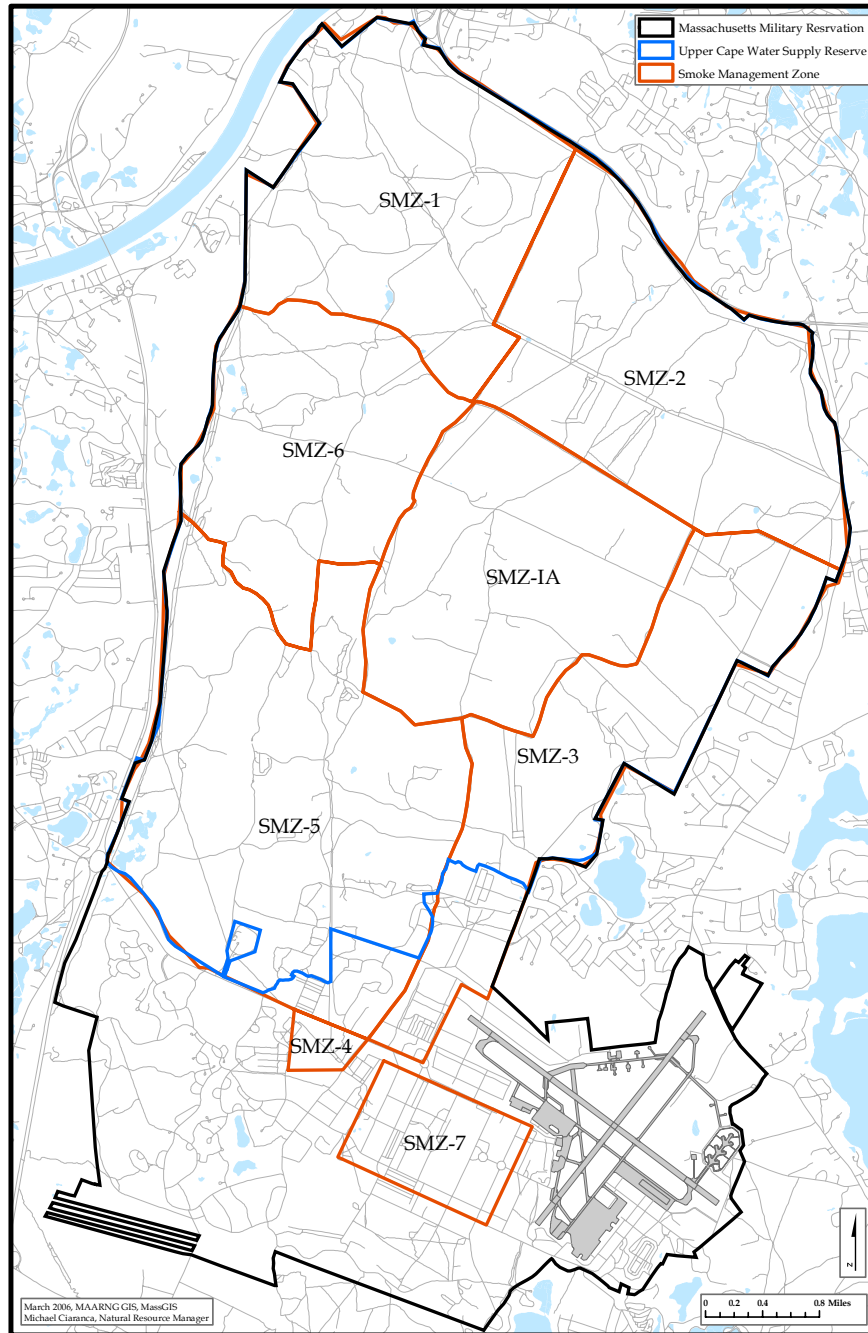 Massachusetts Military Resrvation
Upper Cape Water Supply Reserve
Smoke Management Zone
SMZ-1
SMZ-2
SMZ-6
SMZ-IA
SMZ-3
SMZ-5
SMZ-4
SMZ-7
N
March 2006, MAARNG GIS, MassGIS
Michael Ciaranca, Natural Resource Manager
0 0.2 0.4 0.8 Miles